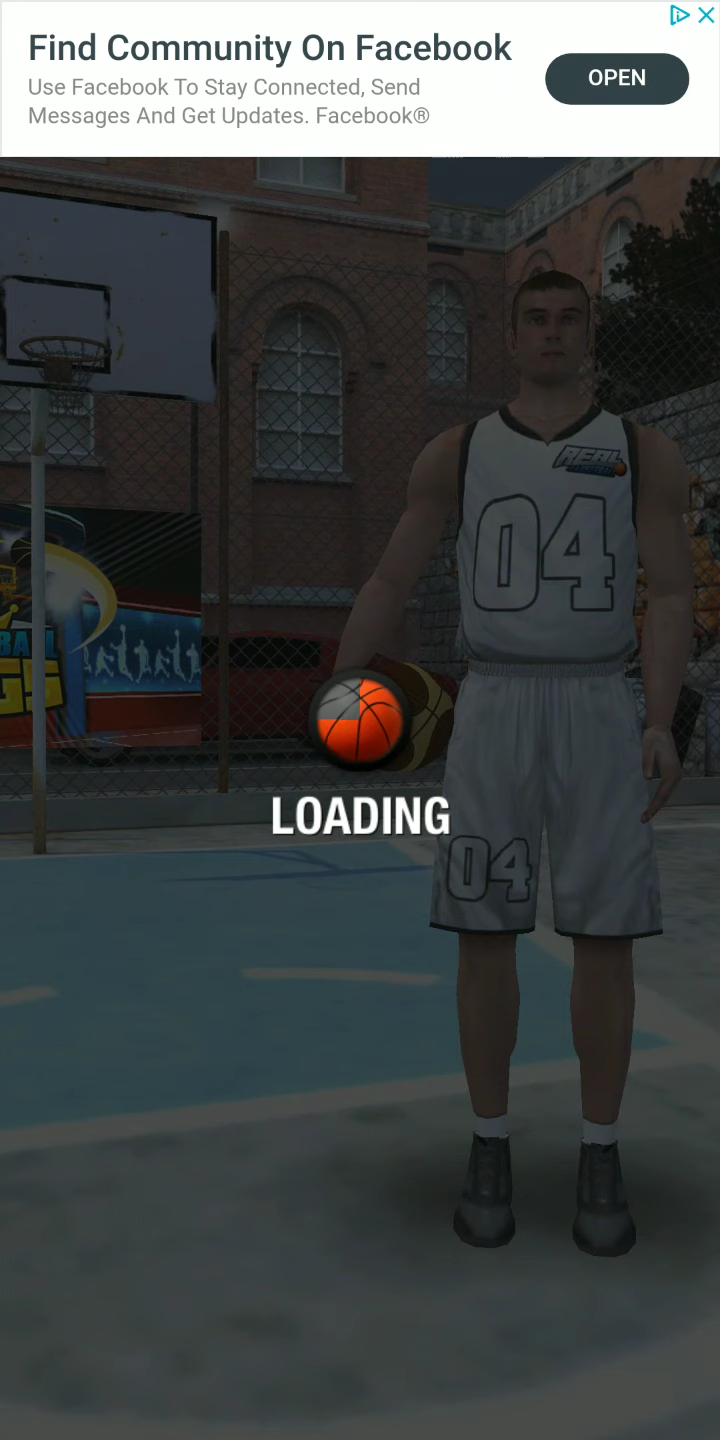 Find Community On Facebook
Use Facebook To Stay Connected, Send
Messages And Get Updates. Facebook®
OPEN
REAL
04
LOADING
04